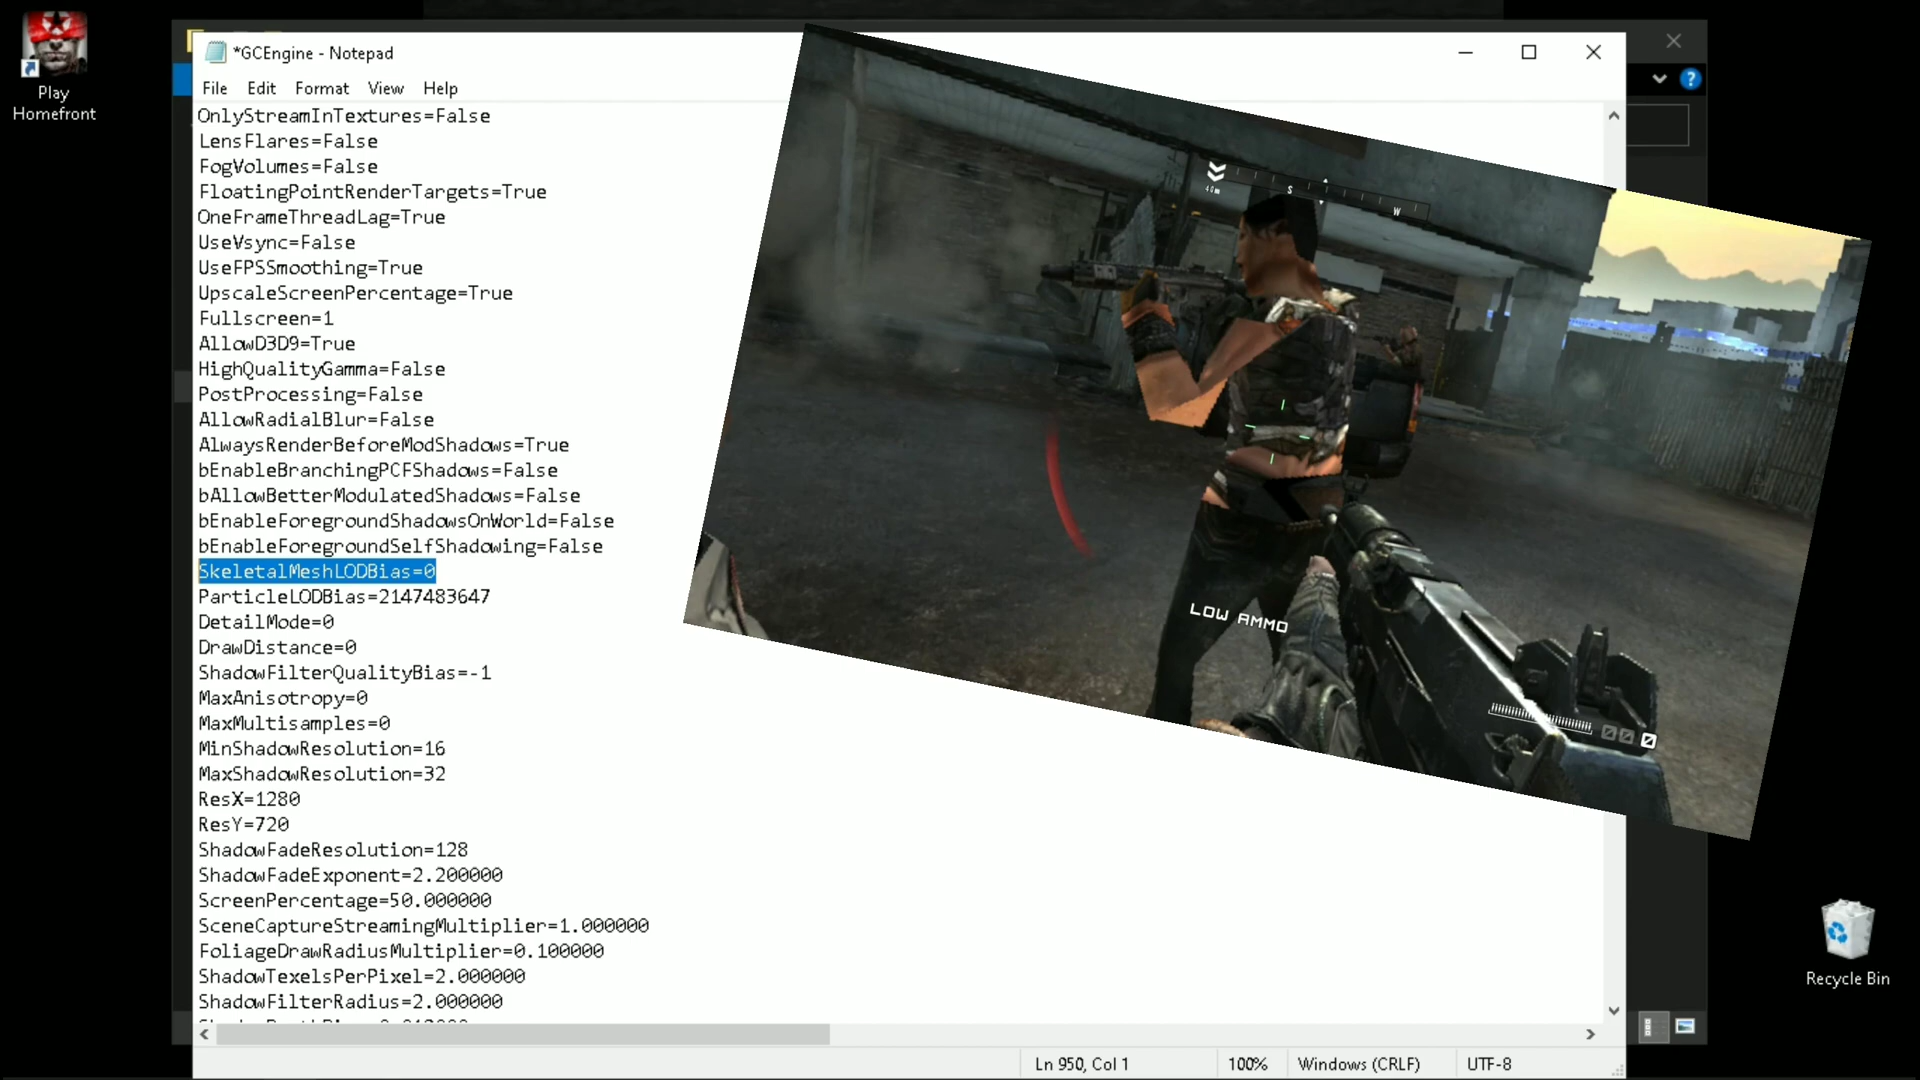 Play
Homefront
*GCEngine - Notepad
File Edit Format View Help
OnlyStreamInTextures=False
LensFlares=False
FogVolumes=False
FloatingPointRenderTargets=True
OneFrameThreadLag=True
UseVsync=False
UseFPSSmoothing=True
UpscaleScreenPercentage=True
Fullscreen=1
AllowD3D9=True
HighQualityGamma=False
PostProcessing=False
AllowRadialBlur=False
AlwaysRenderBeforeModShadows=True
bEnableBranchingPCFShadows=False
bAllowBetterModulatedShadows=False
bEnableForegroundShadowsOnWorld=False
bEnableForegroundSelfShadowing=False
SkeletalMeshLODBias=0
ParticleLODBias=2147483647
DetailMode=0
DrawDistance=0
ShadowFilterQualityBias=-1
MaxAnisotropy=0
MaxMultisamples=0
MinShadowResolution=16
MaxShadowResolution=32
ResX=1280
ResY=720
ShadowFadeResolution=128
ShadowFadeExponent=2.200000
ScreenPercentage=50.000000
SceneCaptureStreamingMultiplier=1.000000
FoliageDrawRadiusMultiplier=0.100000
ShadowTexelsPerPixel=2.000000
ShadowFilterRadius=2.000000
40m
S
W
LOW AMMO
0 0 0
Recycle Bin
Ln 950, Col 1 100% Windows (CRLF) UTF-8